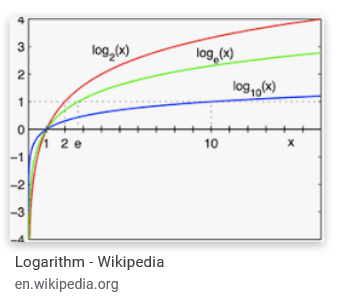 4
3
log₂(x)
logₑ(x)
2
log₁₀(x)
1
0
1 2 e 10 x
-1
-2
-3
-4
Logarithm - Wikipedia
en.wikipedia.org